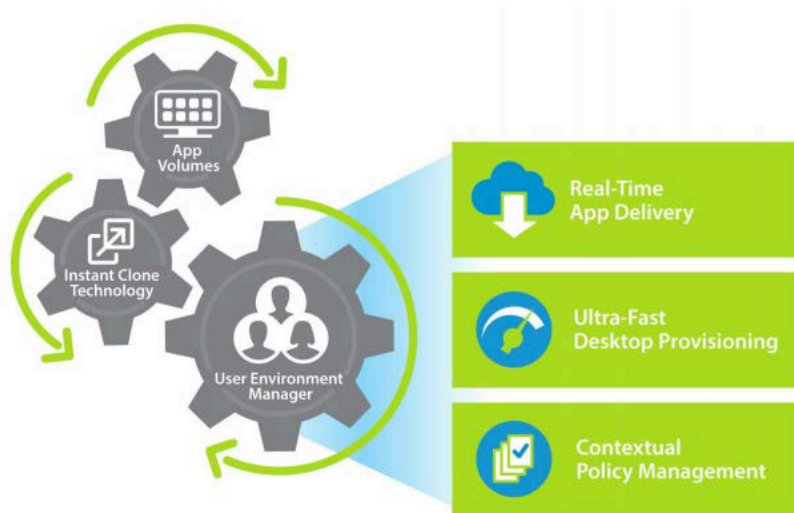 App
Volumes
Instant Clone
Technology
User Environment
Manager
Real-Time
App Delivery
Ultra-Fast
Desktop Provisioning
Contextual
Policy Management